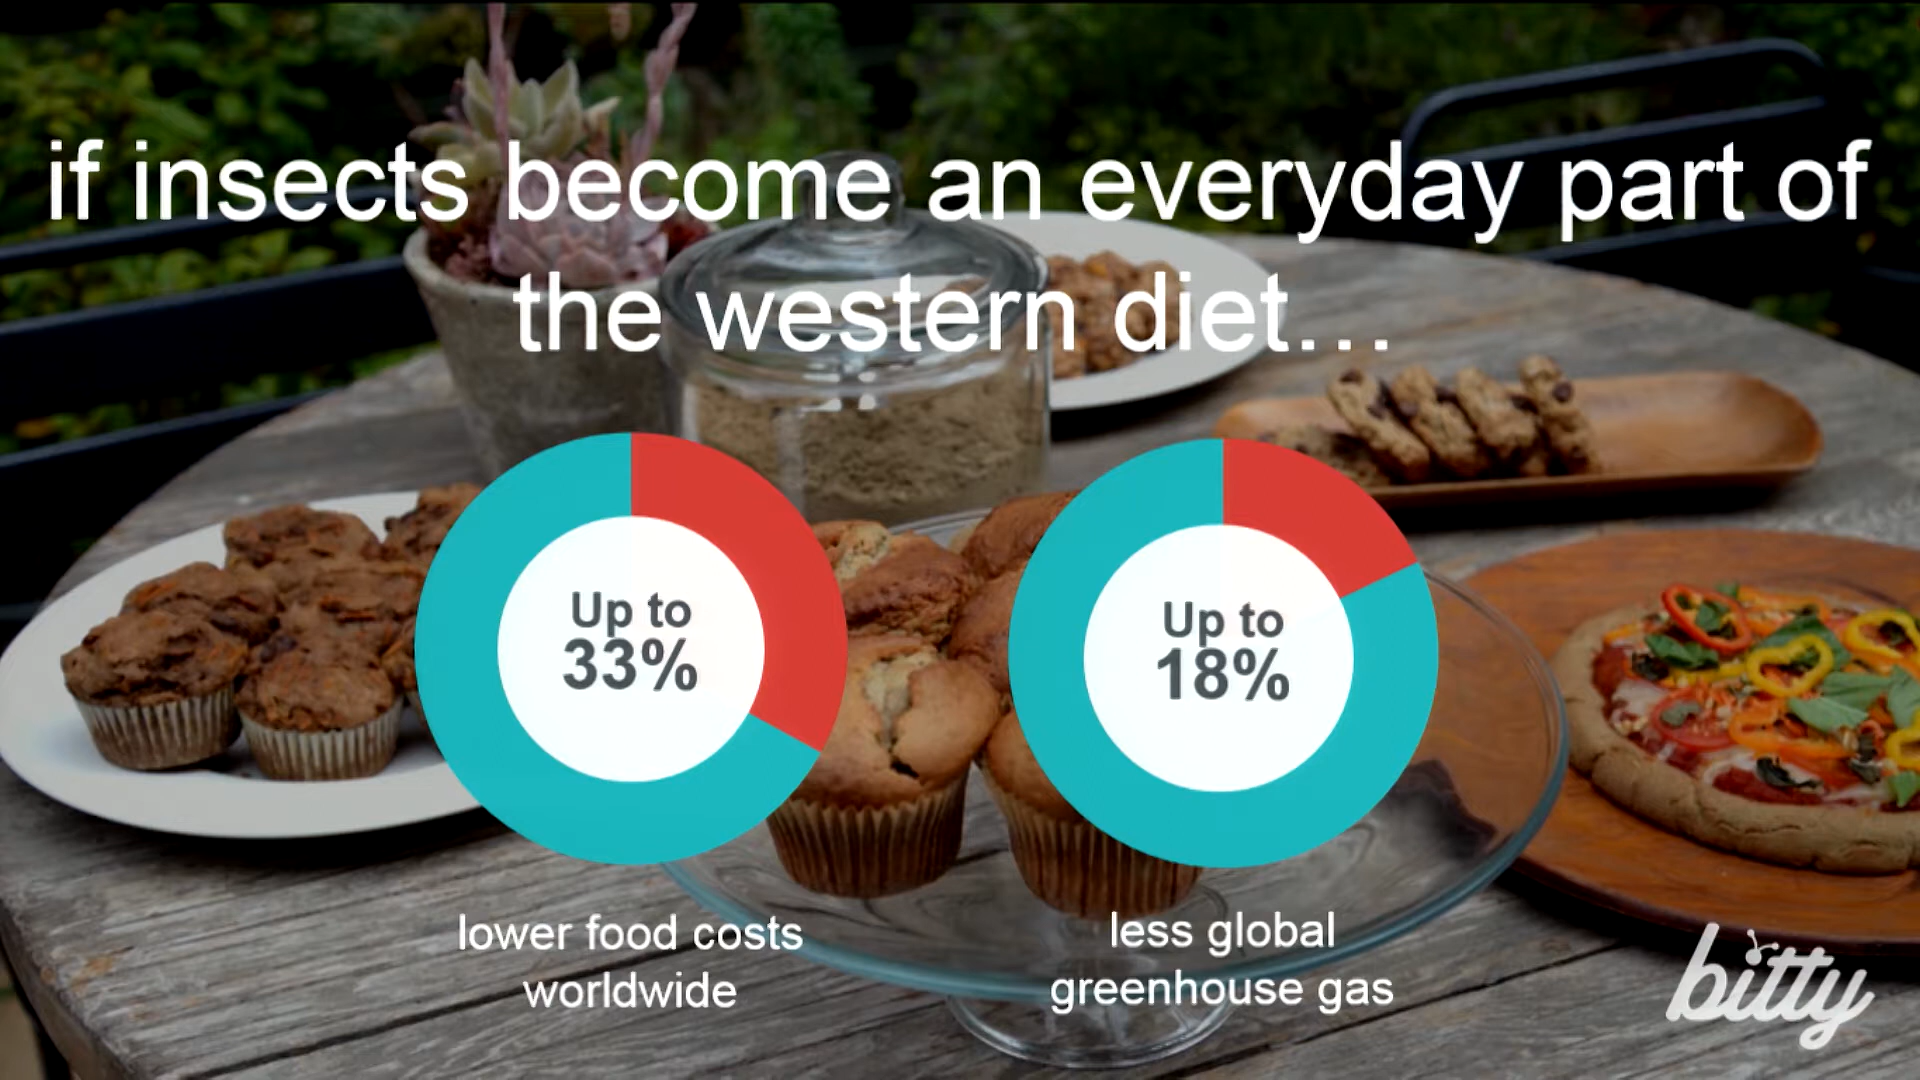 if insects become an everyday part of
the western diet...
Up to
33%
Up to
18%
lower food costs
worldwide
less global
greenhouse gas
bitty